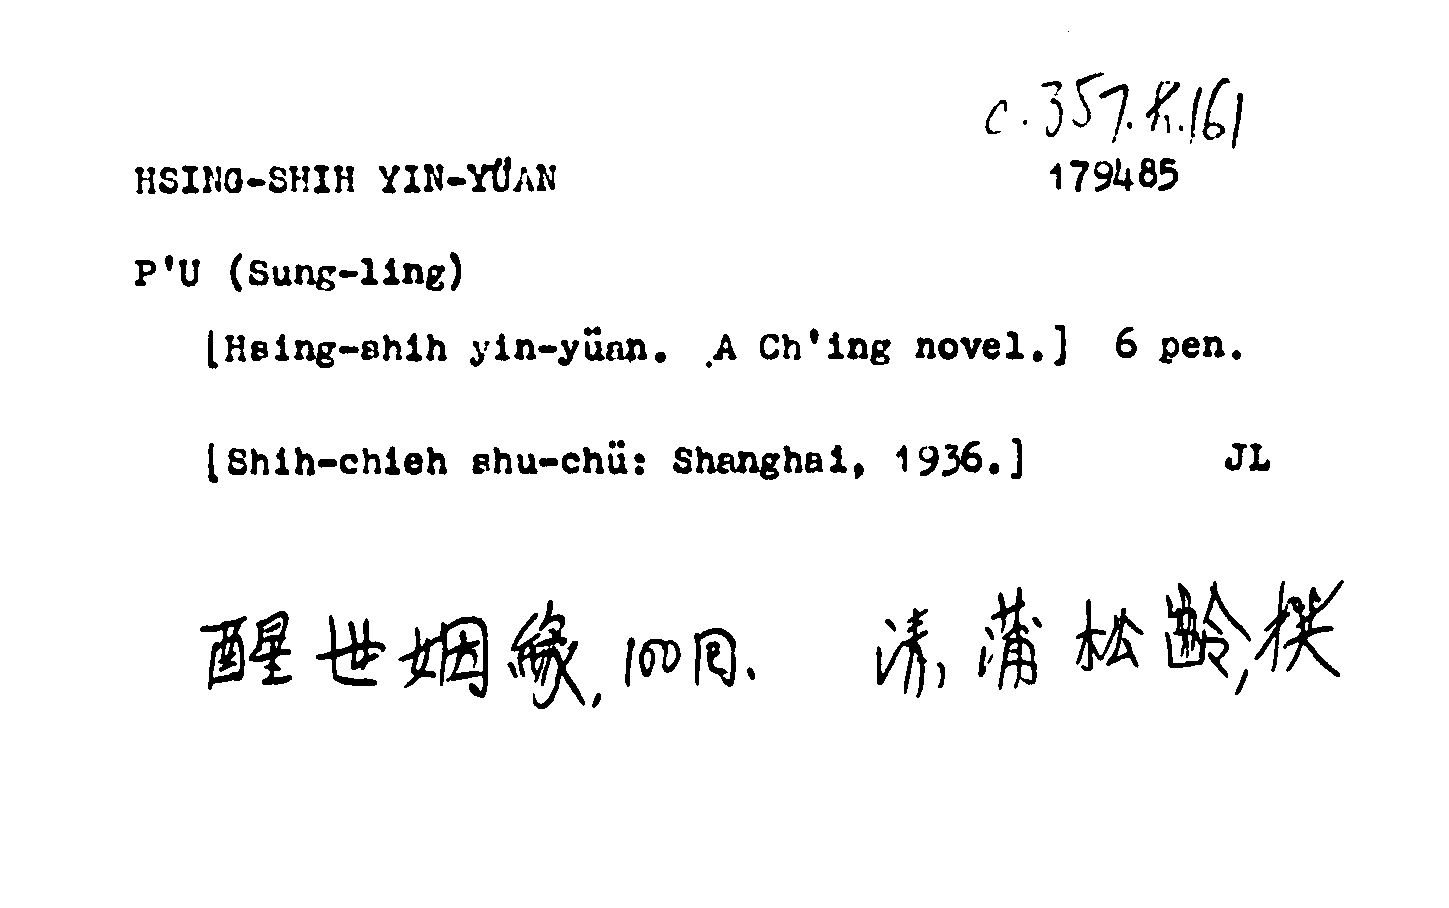 c.357.k.161
HSING-SHIH YIN-YÜAN 179485
P'U (Sung-ling)
[Hsing-shih yin-yüan. A Ch'ing novel.] 6 pen.
[Shih-chieh shu-chü: Shanghai, 1936.] JL
醒世姻緣, 100回. 清, 蒲松齡, 撰